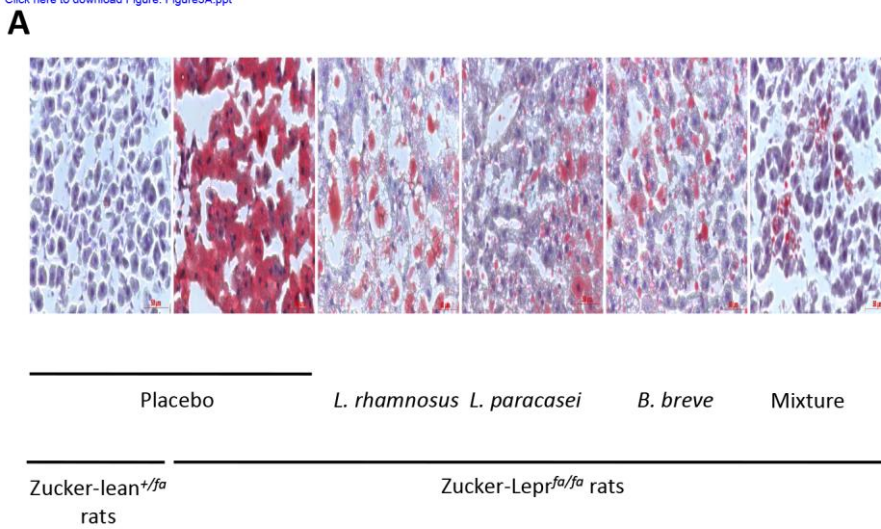 Click here to download Figure: Figure5A.ppt
A
Placebo
L. rhamnosus L. paracasei B. breve Mixture
Zucker-lean+/fa
rats
Zucker-Leprfa/fa rats